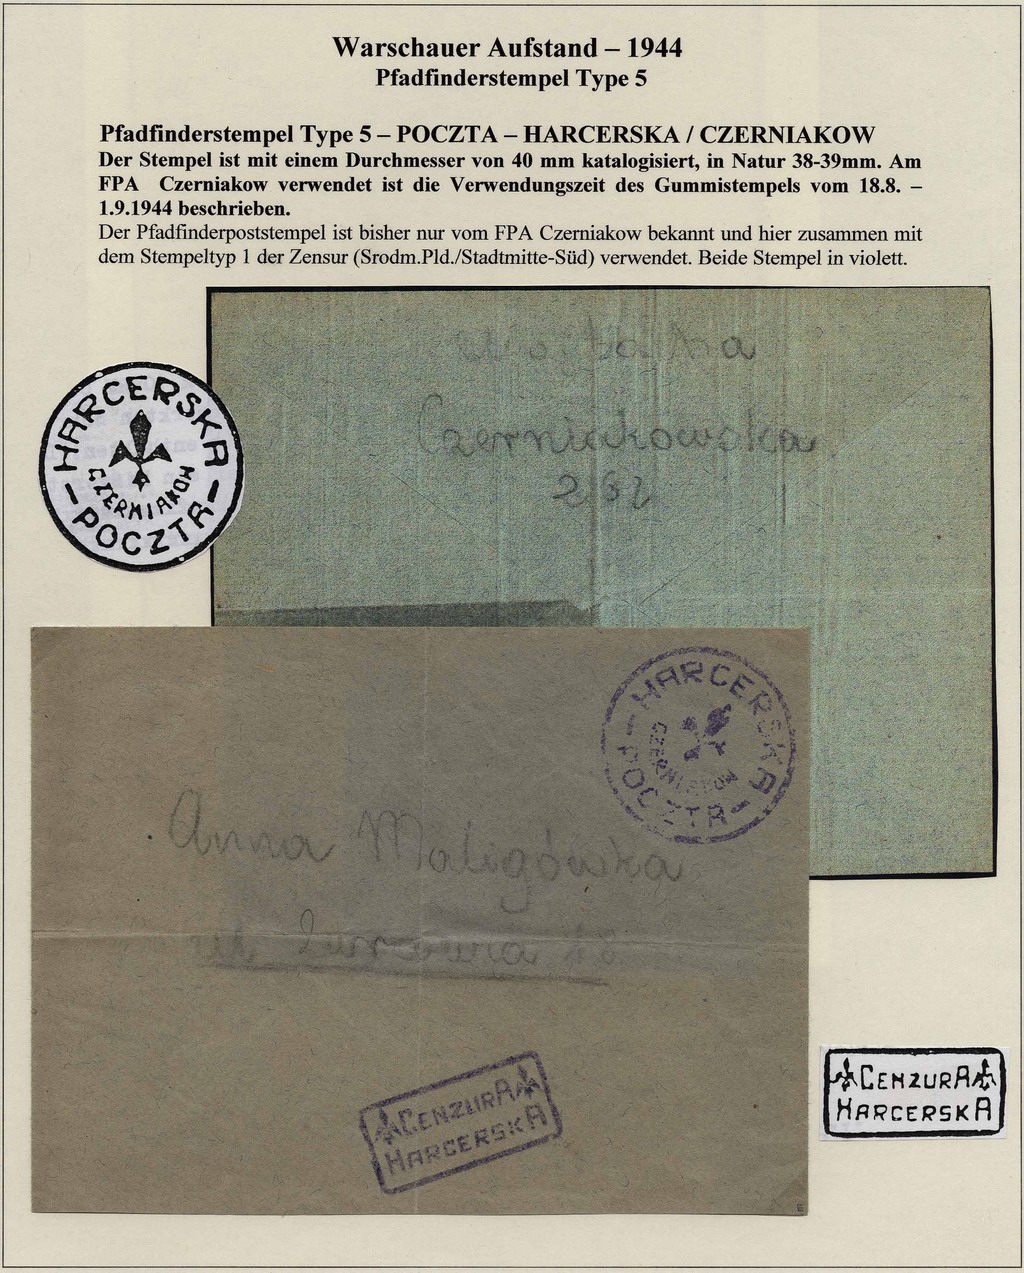 Warschauer Aufstand – 1944
Pfadfinderstempel Type 5
Pfadfinderstempel Type 5 – POCZTA – HARCERSKA / CZERNIAKOW
Der Stempel ist mit einem Durchmesser von 40 mm katalogisiert, in Natur 38-39mm. Am
FPA Czerniakow verwendet ist die Verwendungszeit des Gummistempels vom 18.8. –
1.9.1944 beschrieben.
Der Pfadfinderpoststempel ist bisher nur vom FPA Czerniakow bekannt und hier zusammen mit
dem Stempeltyp 1 der Zensur (Srodm.Pld./Stadtmitte-Süd) verwendet. Beide Stempel in violett.
Czerniakowska
HARCERSKA
CZERNIAKOW
POCZTA
HARCERSKA
CZERNIAKOW
POCZTA
Anna Maligówska
ul 18
CENZURA
HARCERSKA
CENZURA
HARCERSKA